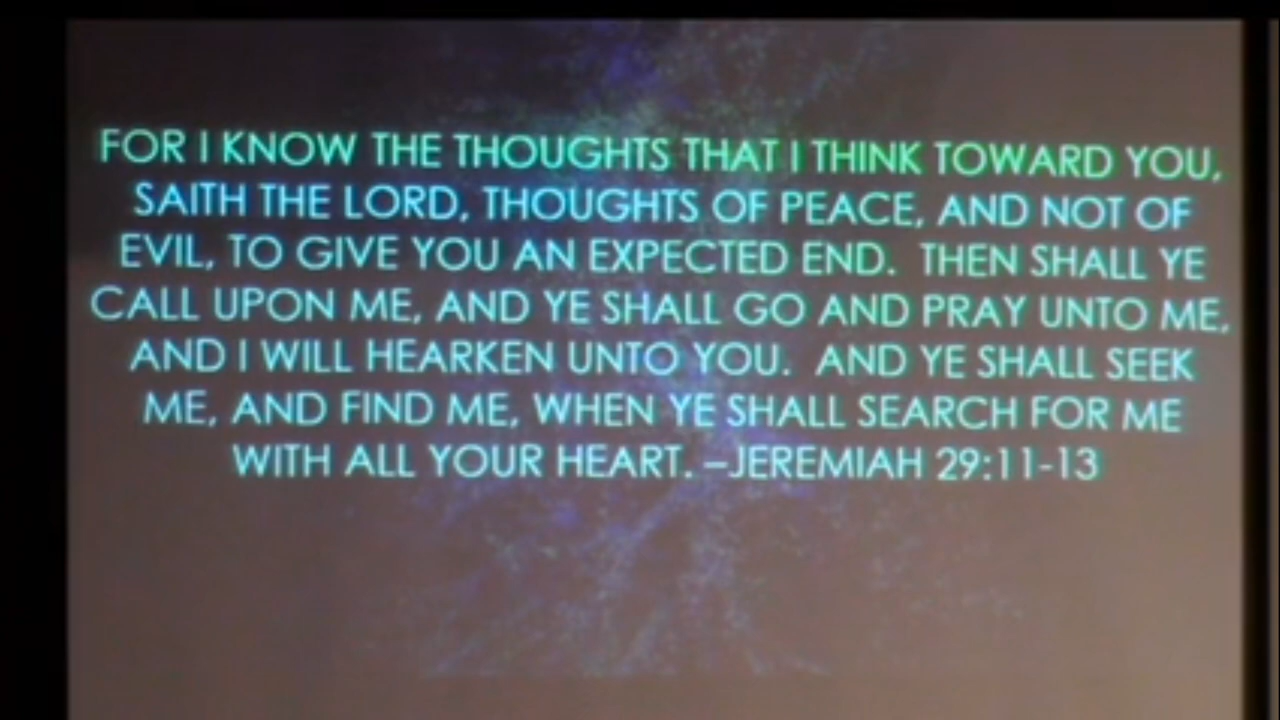 FOR I KNOW THE THOUGHTS THAT I THINK TOWARD YOU,
SAITH THE LORD, THOUGHTS OF PEACE, AND NOT OF
EVIL, TO GIVE YOU AN EXPECTED END. THEN SHALL YE
CALL UPON ME, AND YE SHALL GO AND PRAY UNTO ME,
AND I WILL HEARKEN UNTO YOU. AND YE SHALL SEEK
ME, AND FIND ME, WHEN YE SHALL SEARCH FOR ME
WITH ALL YOUR HEART. –JEREMIAH 29:11-13